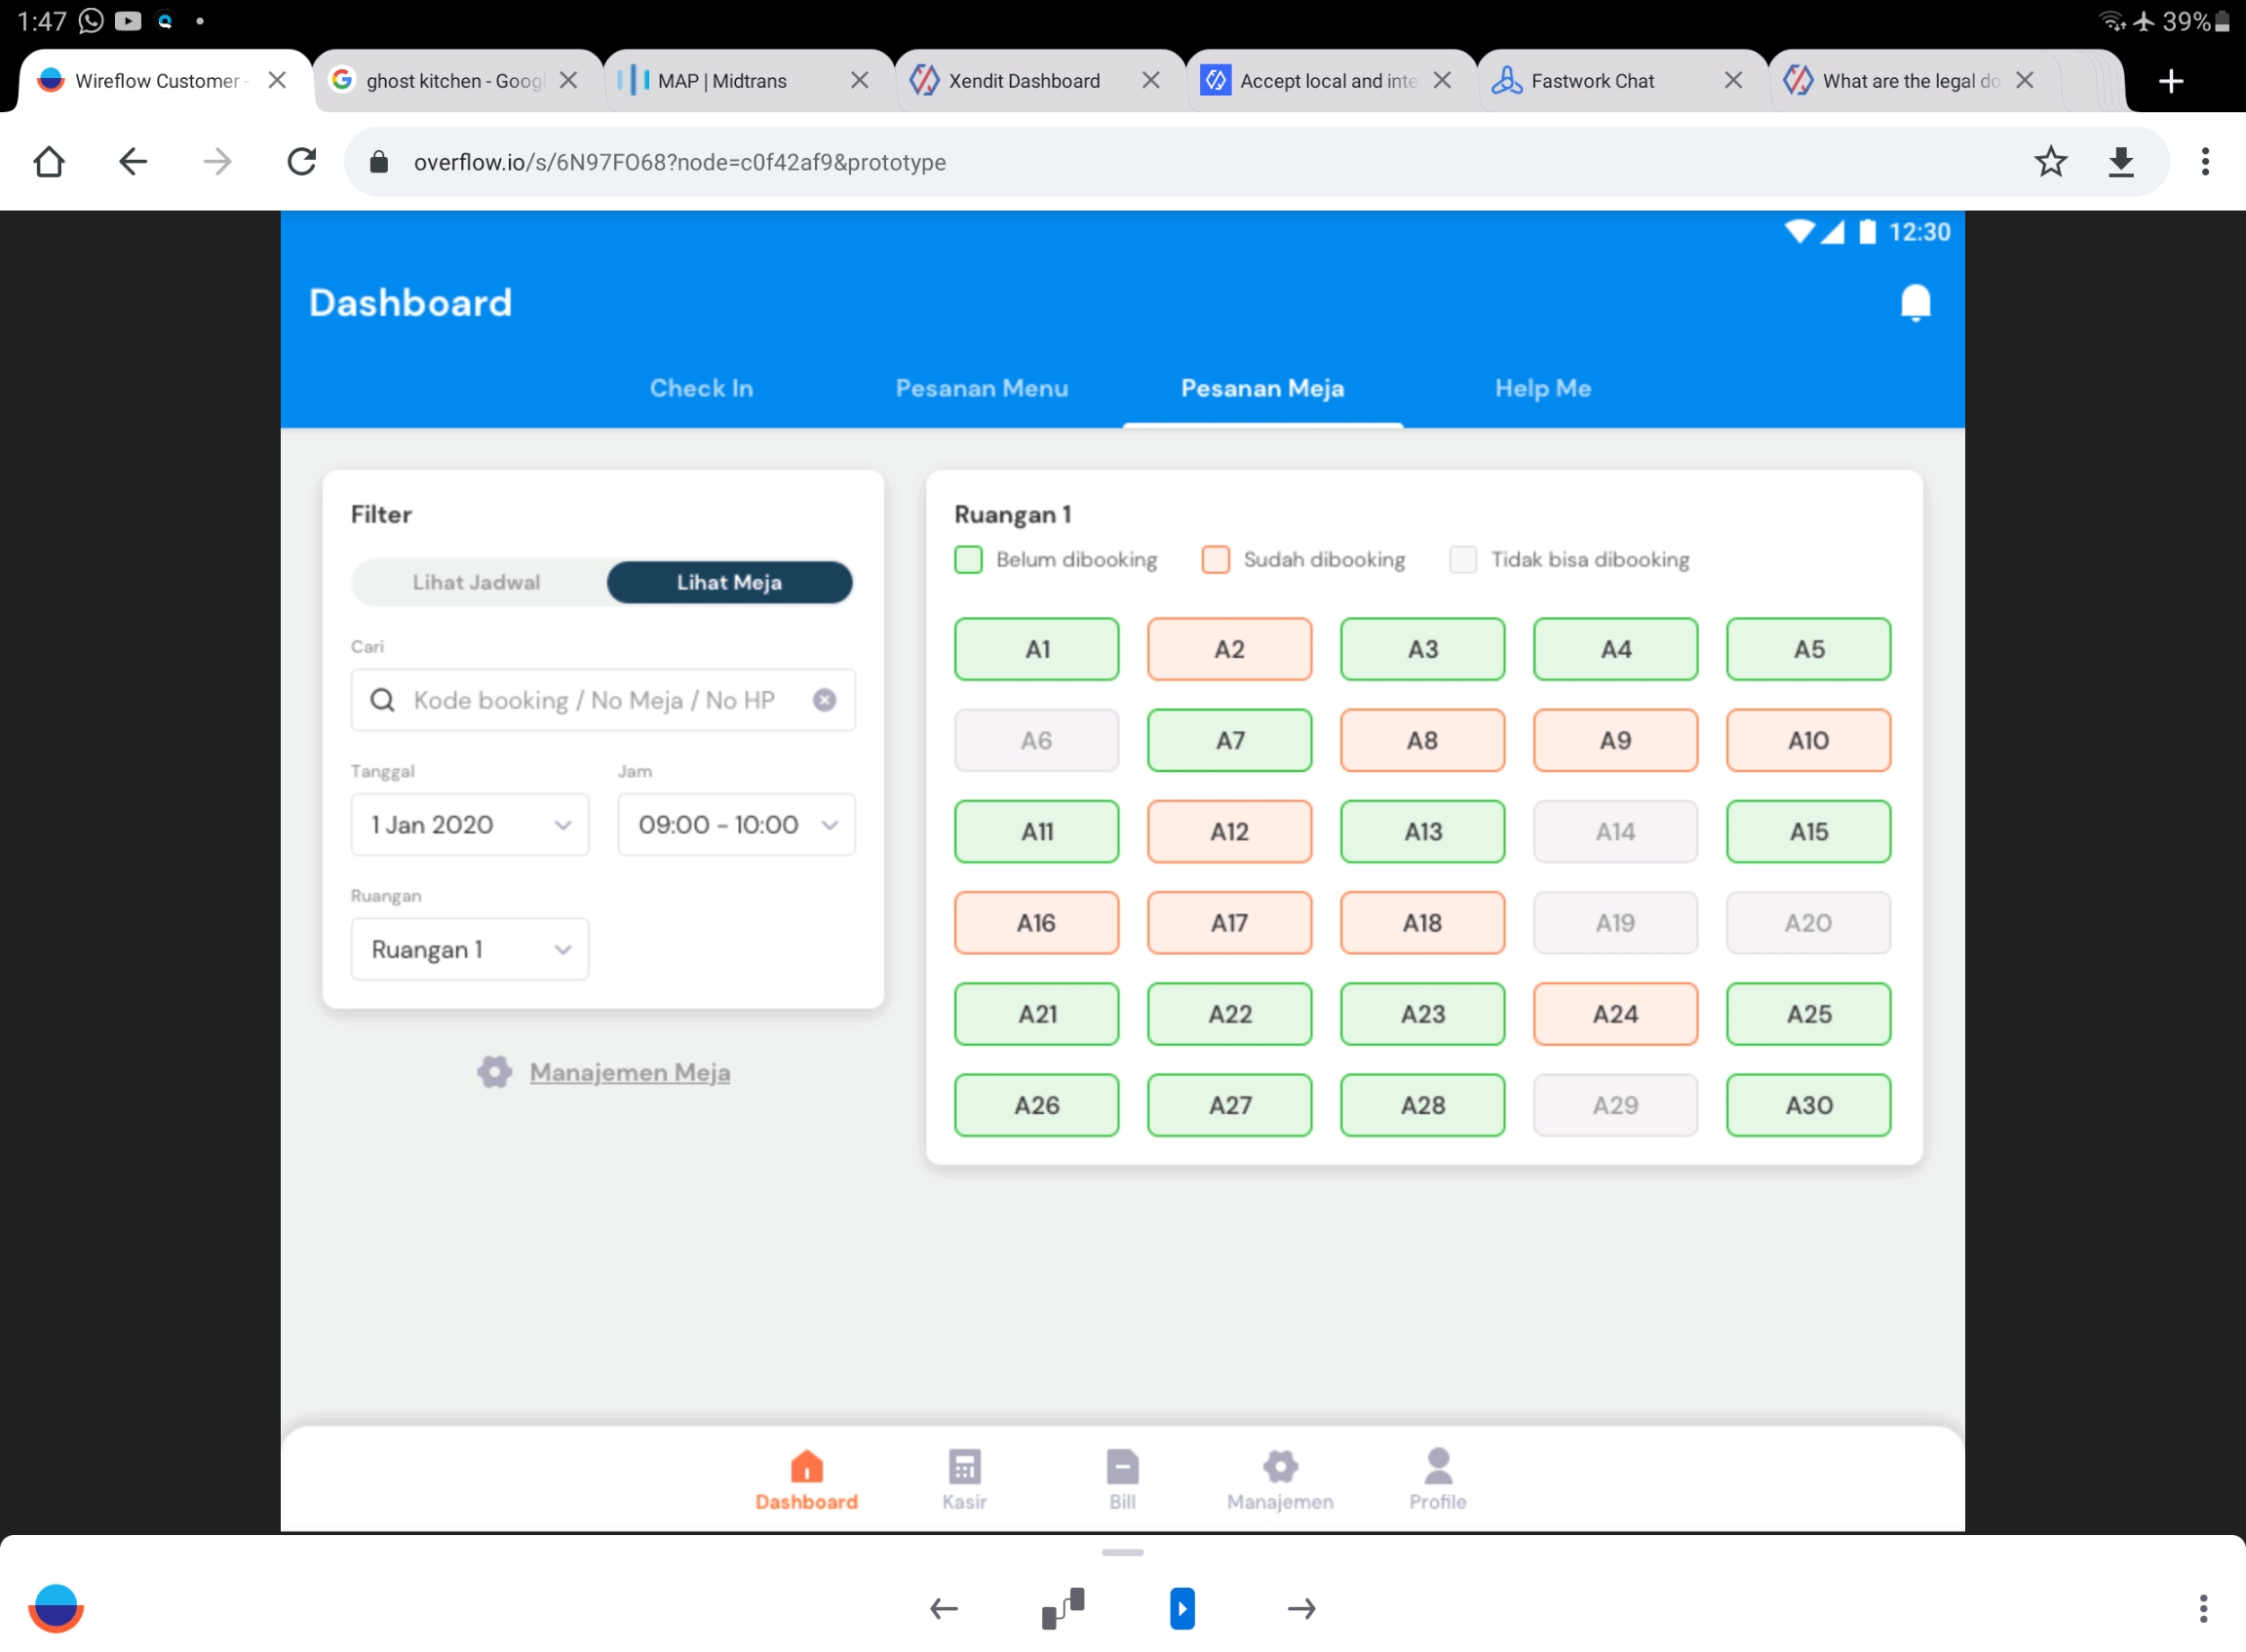 1:47
39%
Wireflow Customer -
ghost kitchen - Goog
MAP | Midtrans
Xendit Dashboard
Accept local and inte
Fastwork Chat
What are the legal do
overflow.io/s/6N97FO68?node=c0f42af9&prototype
12:30
Dashboard
Check In
Pesanan Menu
Pesanan Meja
Help Me
Filter
Lihat Jadwal
Lihat Meja
Cari
Kode booking / No Meja / No HP
Tanggal
Jam
1 Jan 2020
09:00 - 10:00
Ruangan
Ruangan 1
Manajemen Meja
Ruangan 1
Belum dibooking
Sudah dibooking
Tidak bisa dibooking
A1 A2 A3 A4 A5
A6 A7 A8 A9 A10
A11 A12 A13 A14 A15
A16 A17 A18 A19 A20
A21 A22 A23 A24 A25
A26 A27 A28 A29 A30
Dashboard
Kasir
Bill
Manajemen
Profile